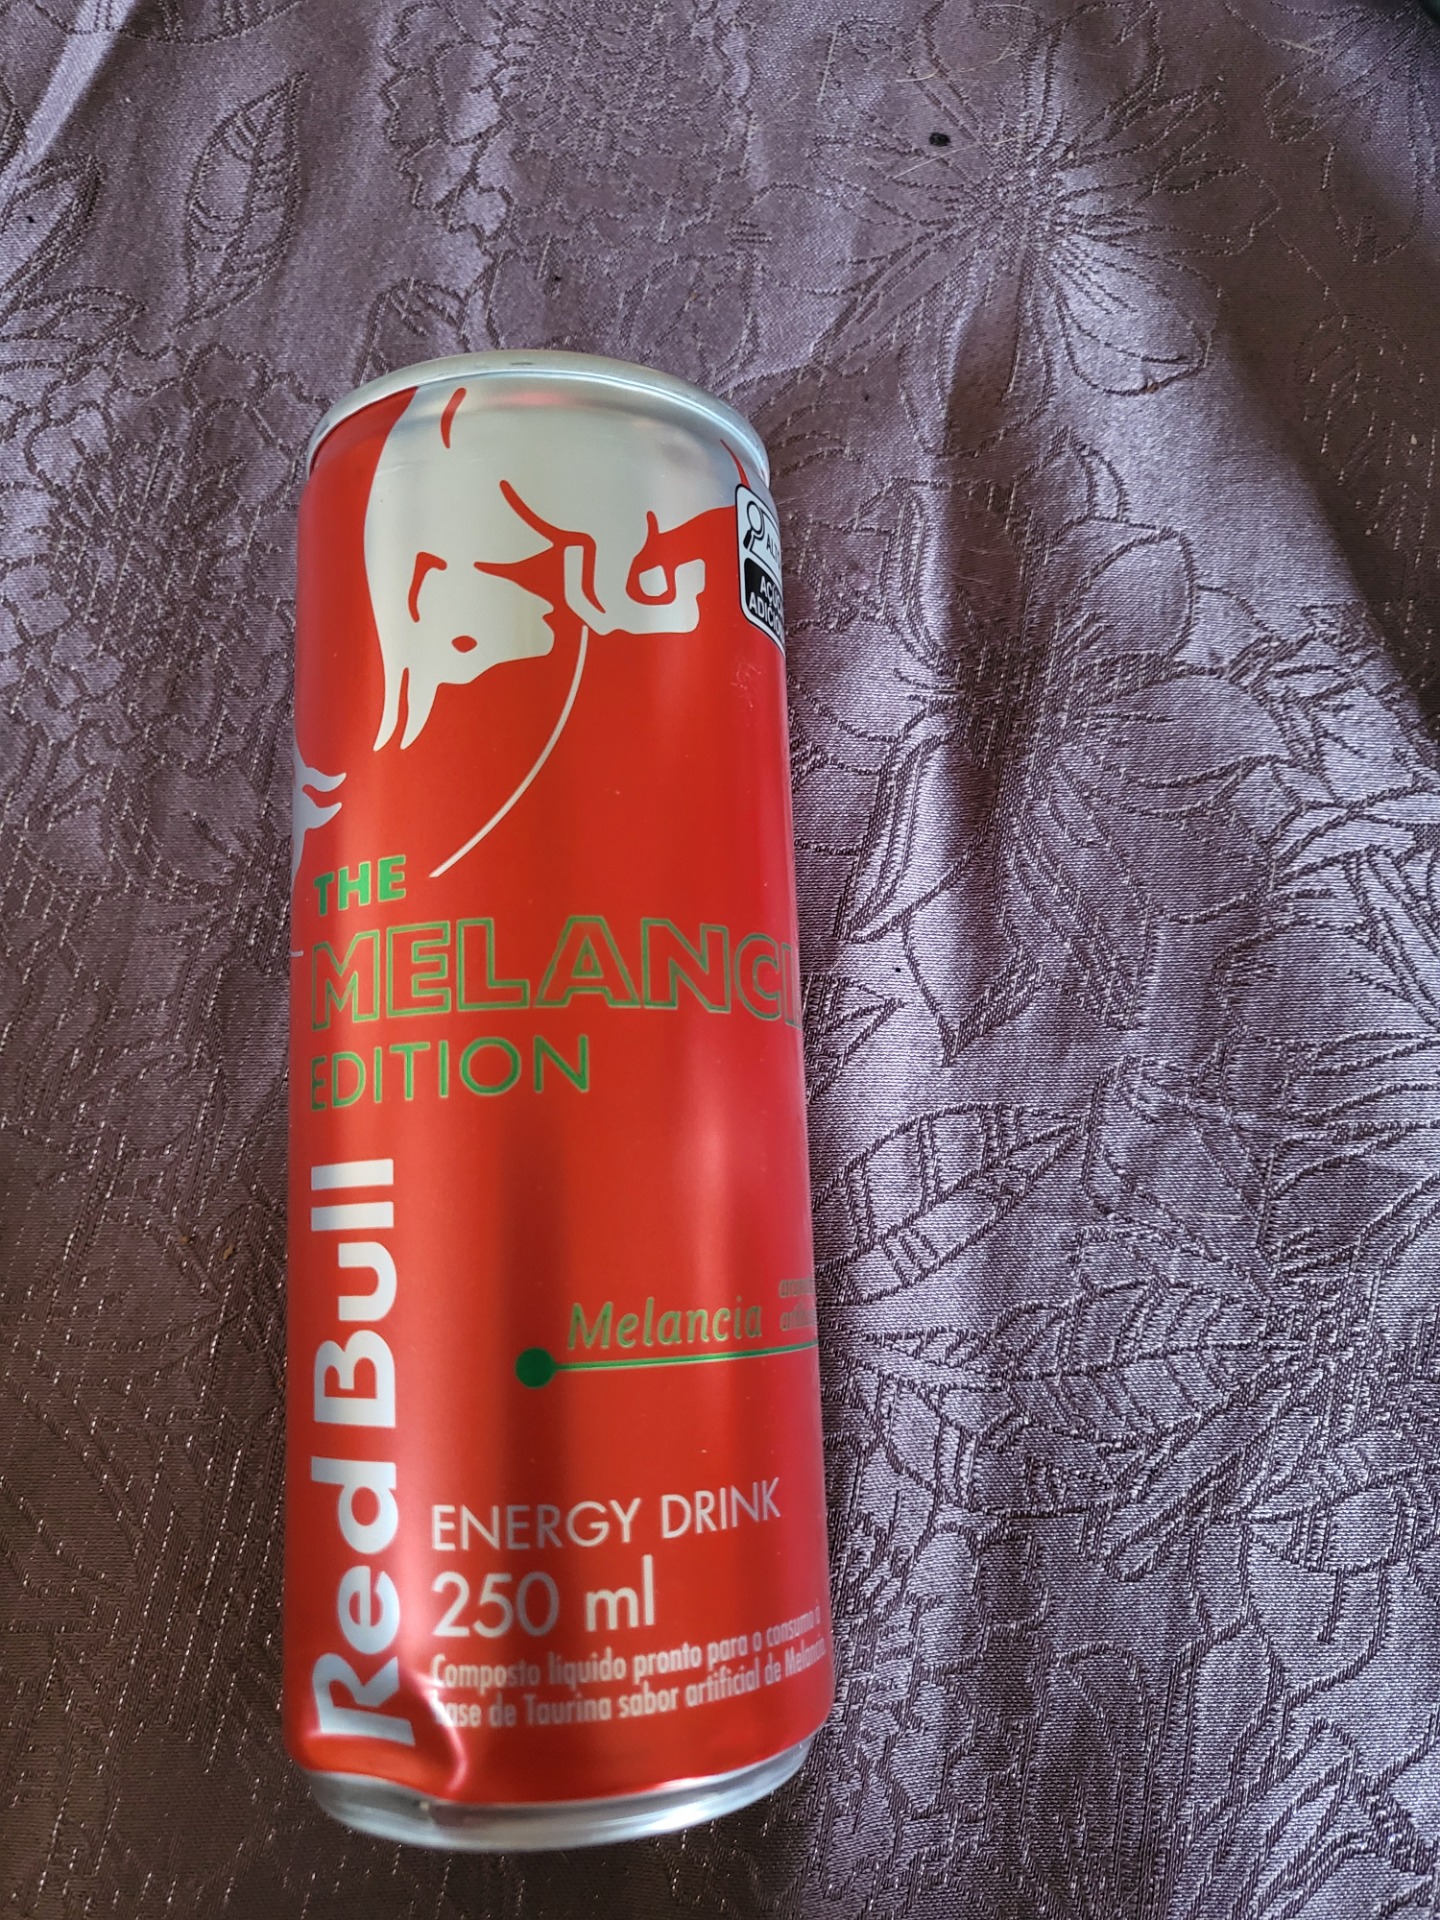 THE
EDITION
Red Bull
Melancia
ENERGY DRINK
250 ml
Composto líquido pronto para o consumo à
base de Taurina sabor artificial de Melancia